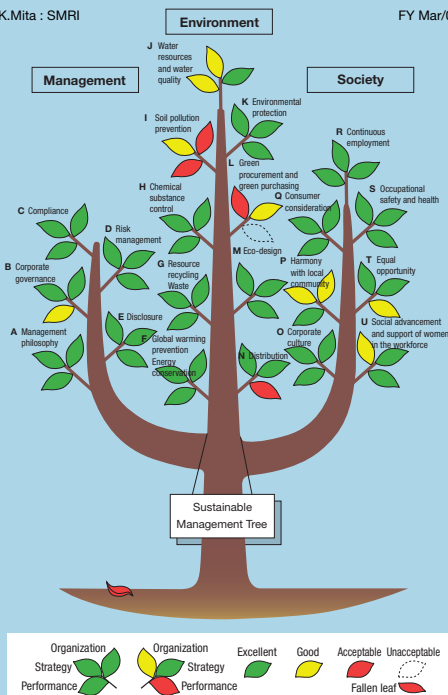 K.Mita : SMRI
FY Mar/0
Environment
Management
Society
J Water
resources
and water
quality
K Environmental
protection
I Soil pollution
prevention
L Green
procurement and
green purchasing
R Continuous
employment
H Chemical
substance
control
Q Consumer
consideration
S Occupational
safety and health
C Compliance
D Risk
management
M Eco-design
B Corporate
governance
G Resource
recycling
Waste
P Harmony
with local
community
T Equal
opportunity
A Management
philosophy
E Disclosure
F Global warming
prevention
Energy
conservation
N Distribution
O Corporate
culture
U Social advancement
and support of women
in the workforce
Sustainable
Management Tree
Organization
Strategy
Performance
Organization
Strategy
Performance
Excellent
Good
Acceptable
Unacceptable
Fallen leaf